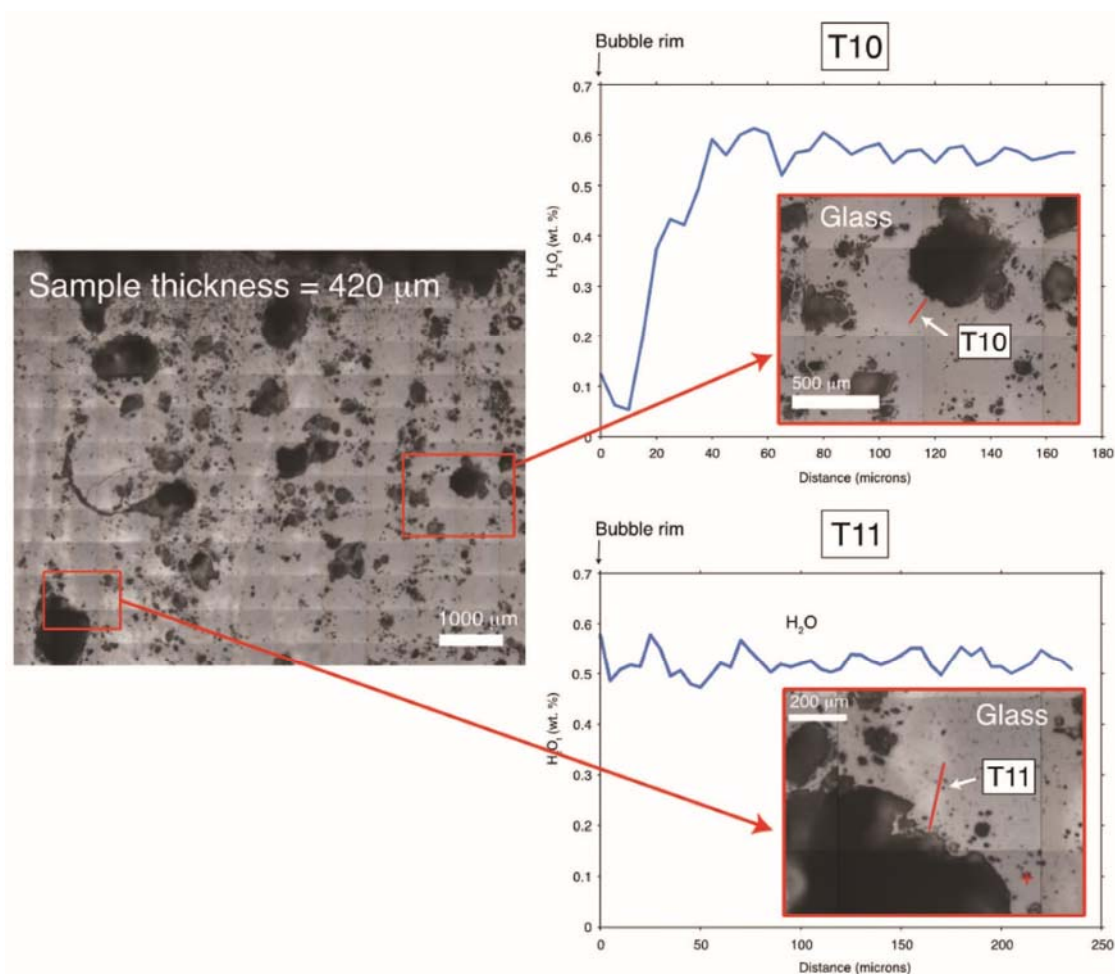 Sample thickness = 420 μm
1000 μm
Bubble rim
T10
0.7
0.6
0.5
0.4
0.3
0.2
0.1
0
H₂Oₜ (wt. %)
Glass
T10
500 μm
0 20 40 60 80 100 120 140 160 180
Distance (microns)
Bubble rim
T11
0.7
0.6
0.5
0.4
0.3
0.2
0.1
0
H₂Oₜ (wt. %)
H₂O
200 μm
Glass
T11
0 50 100 150 200 250
Distance (microns)